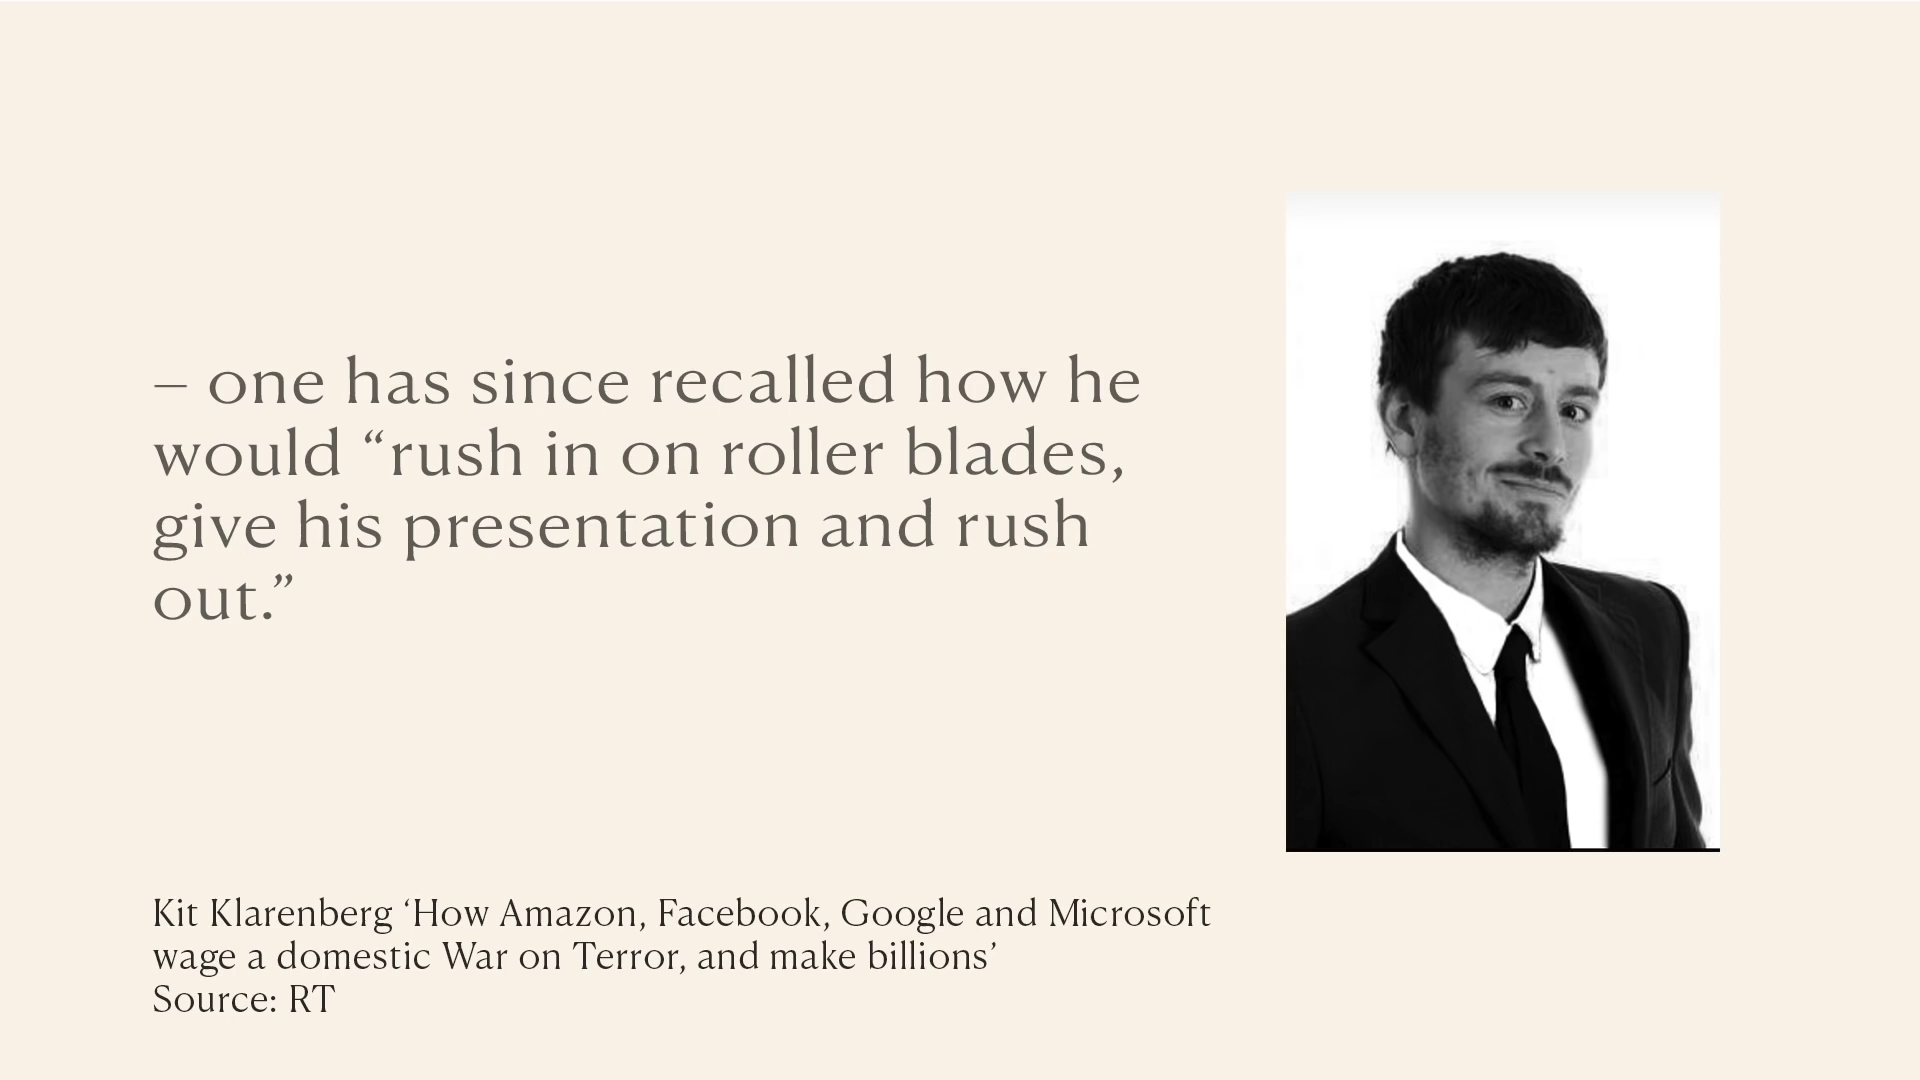 – one has since recalled how he
would “rush in on roller blades,
give his presentation and rush
out.”
Kit Klarenberg ‘How Amazon, Facebook, Google and Microsoft
wage a domestic War on Terror, and make billions’
Source: RT